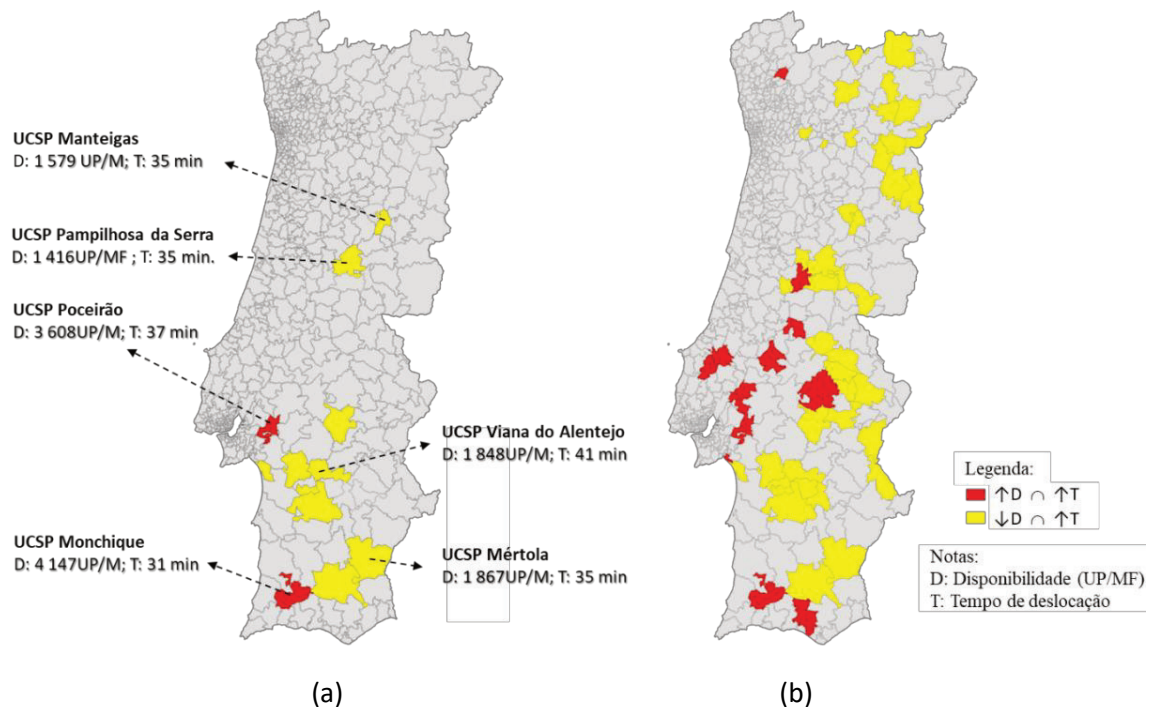 UCSP Manteigas
D: 1 579 UP/M; T: 35 min
UCSP Pampilhosa da Serra
D: 1 416UP/MF ; T: 35 min.
UCSP Poceirão
D: 3 608UP/M; T: 37 min
UCSP Viana do Alentejo
D: 1 848UP/M; T: 41 min
UCSP Monchique
D: 4 147UP/M; T: 31 min
UCSP Mértola
D: 1 867UP/M; T: 35 min
Legenda:
↑D ∩ ↑T
↓D ∩ ↑T
Notas:
D: Disponibilidade (UP/MF)
T: Tempo de deslocação
(a)
(b)